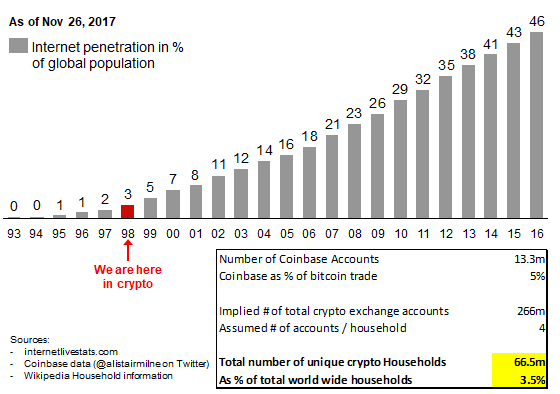 As of Nov 26, 2017
Internet penetration in %
of global population
0 0 1 1 2 3 5 7 8 11 12 14 16 18 21 23 26 29 32 35 38 41 43 46
93 94 95 96 97 98 99 00 01 02 03 04 05 06 07 08 09 10 11 12 13 14 15 16
We are here
in crypto
Number of Coinbase Accounts 13.3m
Coinbase as % of bitcoin trade 5%
Implied # of total crypto exchange accounts 266m
Assumed # of accounts / household 4
Total number of unique crypto Households 66.5m
As % of total world wide households 3.5%
Sources:
- internetlivestats.com
- Coinbase data (@alistairmilne on Twitter)
- Wikipedia Household information